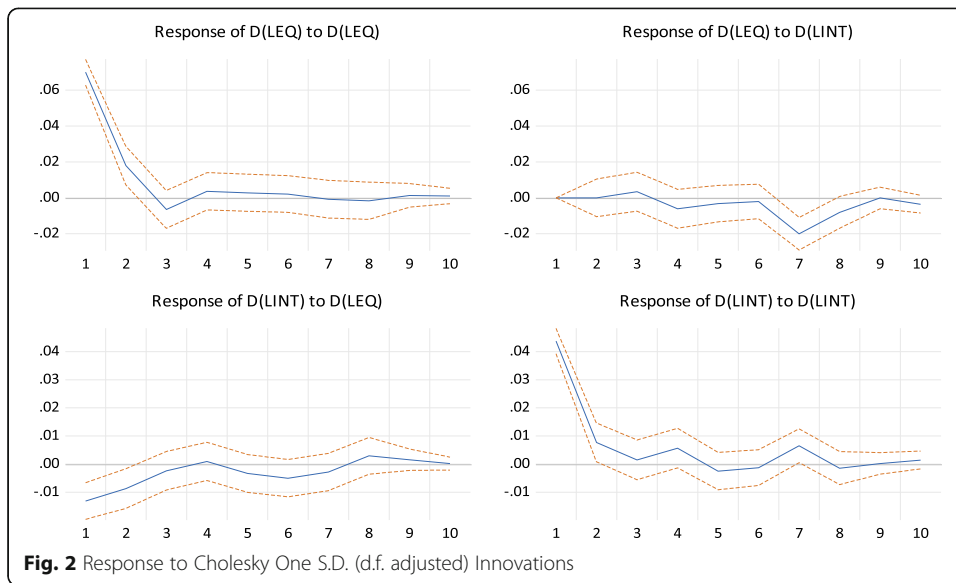 Response of D(LEQ) to D(LEQ)
.06
.04
.02
.00
-.02
1 2 3 4 5 6 7 8 9 10
Response of D(LEQ) to D(LINT)
.06
.04
.02
.00
-.02
1 2 3 4 5 6 7 8 9 10
Response of D(LINT) to D(LEQ)
.04
.03
.02
.01
.00
-.01
1 2 3 4 5 6 7 8 9 10
Response of D(LINT) to D(LINT)
.04
.03
.02
.01
.00
-.01
1 2 3 4 5 6 7 8 9 10
Fig. 2 Response to Cholesky One S.D. (d.f. adjusted) Innovations